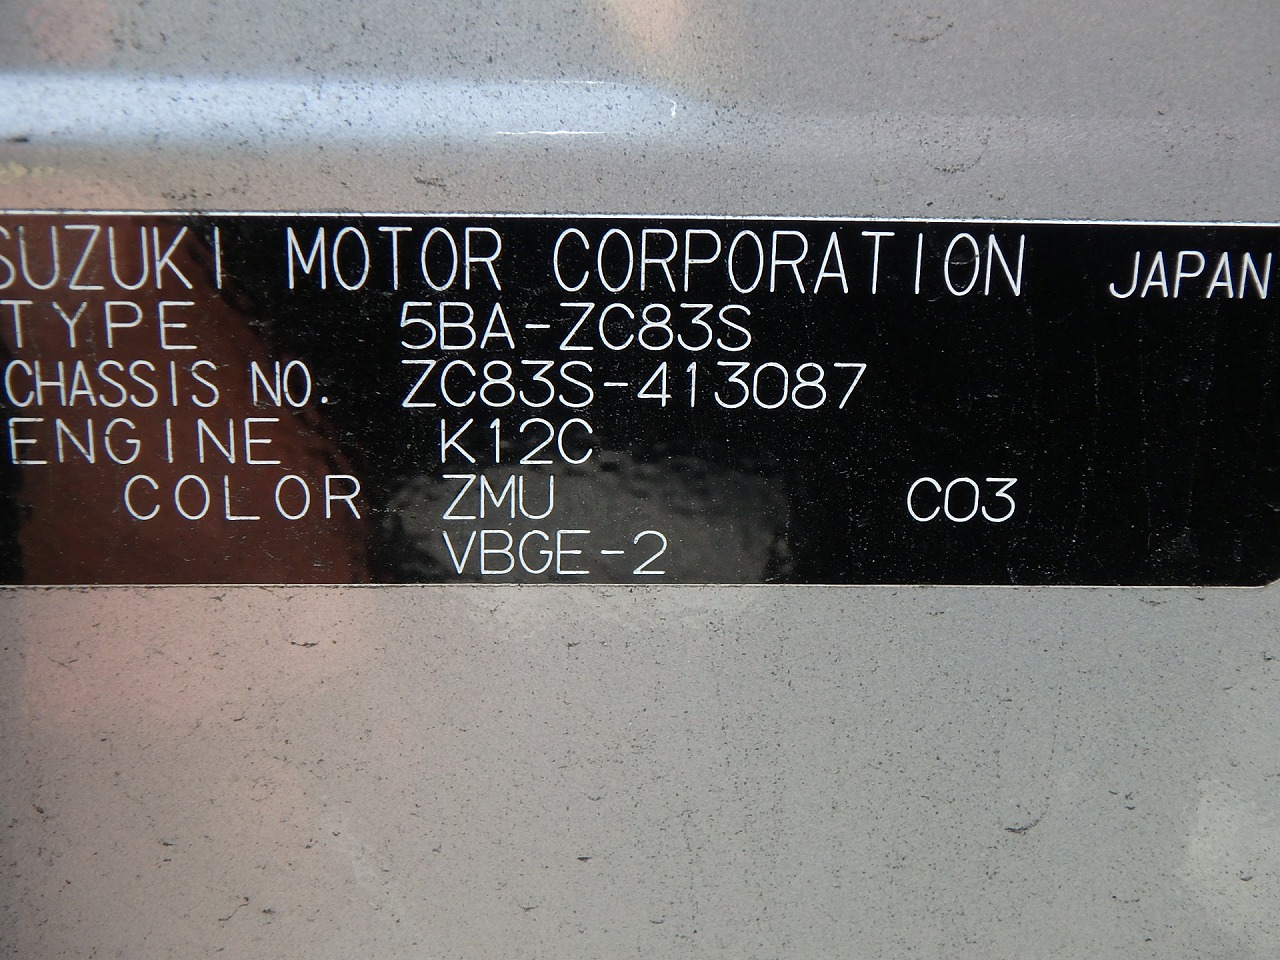 SUZUKI MOTOR CORPORATION JAPAN
TYPE 5BA-ZC83S
CHASSIS NO. ZC83S-413087
ENGINE K12C
COLOR ZMU C03
VBGE-2